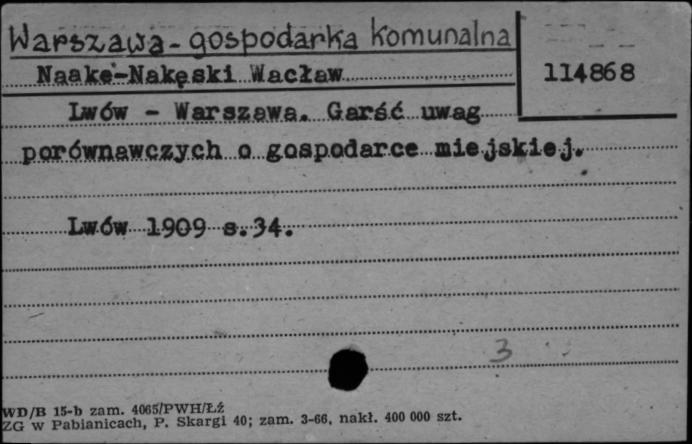 Warszawa - gospodarka komunalna
Naake-Nakęski Wacław
114868
Lwów - Warszawa. Garść uwag
porównawczych o gospodarce miejskiej.
Lwów 1909 s.34.
3
WD/B 15-b zam. 4065/PWH/Łź
ZG w Pabianicach, P. Skargi 40; zam. 3-66, nakł. 400 000 szt.